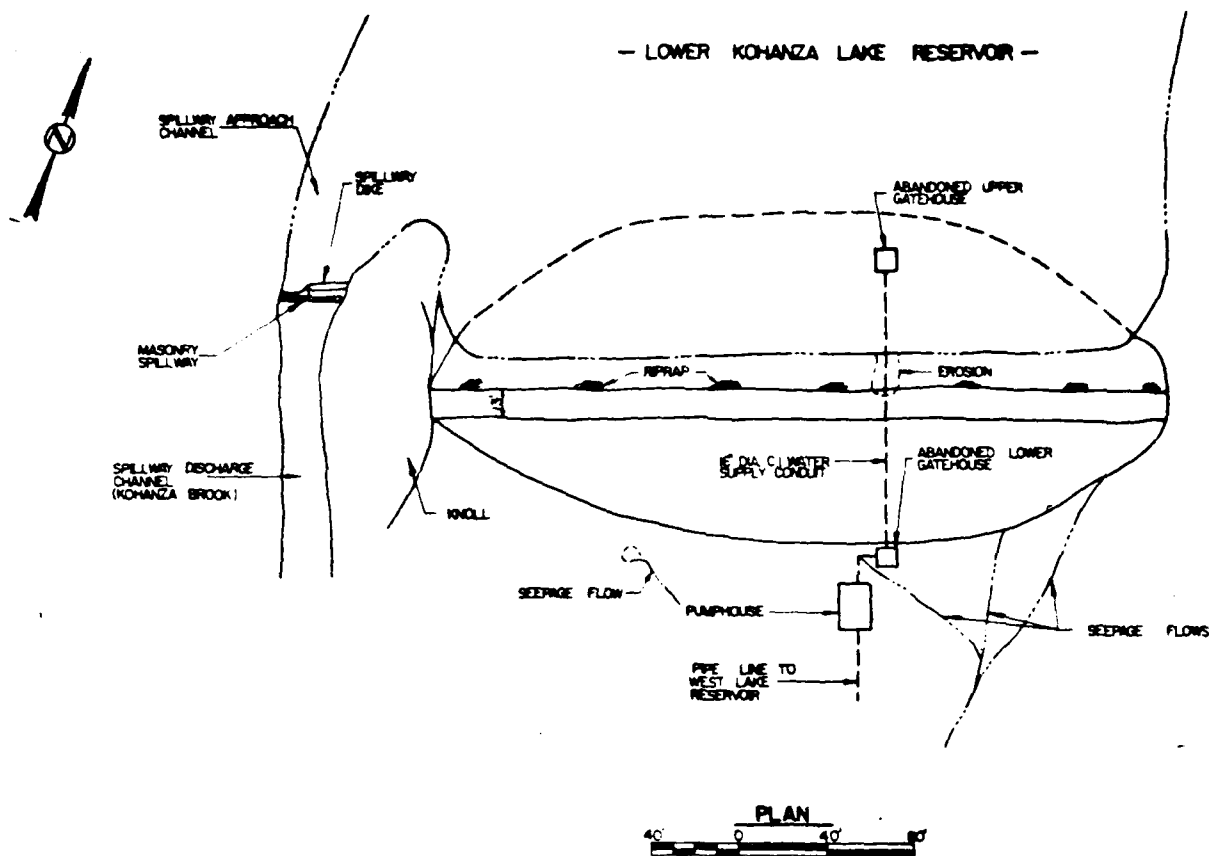 — LOWER KOHANZA LAKE RESERVOIR —
N
SPILLWAY APPROACH
CHANNEL
SPILLWAY
DIKE
ABANDONED UPPER
GATEHOUSE
MASONRY
SPILLWAY
RIPRAP
EROSION
13'
SPILLWAY DISCHARGE
CHANNEL
(KOHANZA BROOK)
KNOLL
DIA. C.I. WATER
SUPPLY CONDUIT
ABANDONED LOWER
GATEHOUSE
SEEPAGE FLOW
PUMPHOUSE
SEEPAGE FLOWS
PIPE LINE TO
WEST LAKE
RESERVOIR
PLAN
40' 0 40' 80'